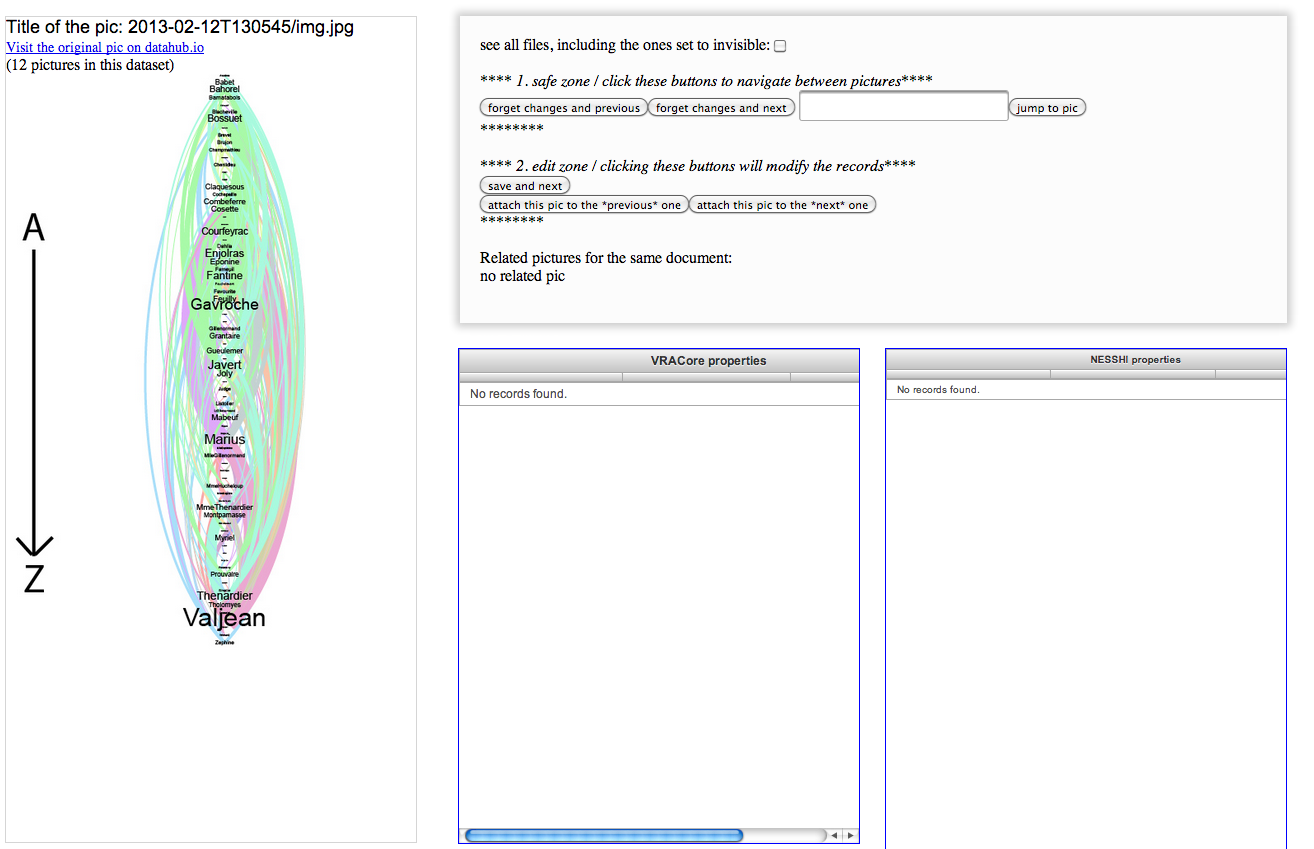 Title of the pic: 2013-02-12T130545/img.jpg
Visit the original pic on datahub.io
(12 pictures in this dataset)
Babet
Bahorel
Bamatabois
Blacheville
Bossuet
Brevet
Brujon
Champmathieu
Claquesous
Cochepaille
Combeferre
Cosette
Courfeyrac
Dahlia
Enjolras
Eponine
Fameuil
Fantine
Favourite
Feuilly
Gavroche
Gillenormand
Grantaire
Gueulemer
Javert
Joly
Judge
Mabeuf
Marius
MlleGillenormand
MmeHucheloup
MmeThenardier
Montparnasse
Myriel
Prouvaire
Thenardier
Tholomyes
Valjean
Zephine
A
Z
see all files, including the ones set to invisible:
**** 1. safe zone / click these buttons to navigate between pictures****
forget changes and previous forget changes and next jump to pic
********
**** 2. edit zone / clicking these buttons will modify the records****
save and next
attach this pic to the *previous* one attach this pic to the *next* one
********
Related pictures for the same document:
no related pic
VRACore properties
No records found.
NESSHI properties
No records found.